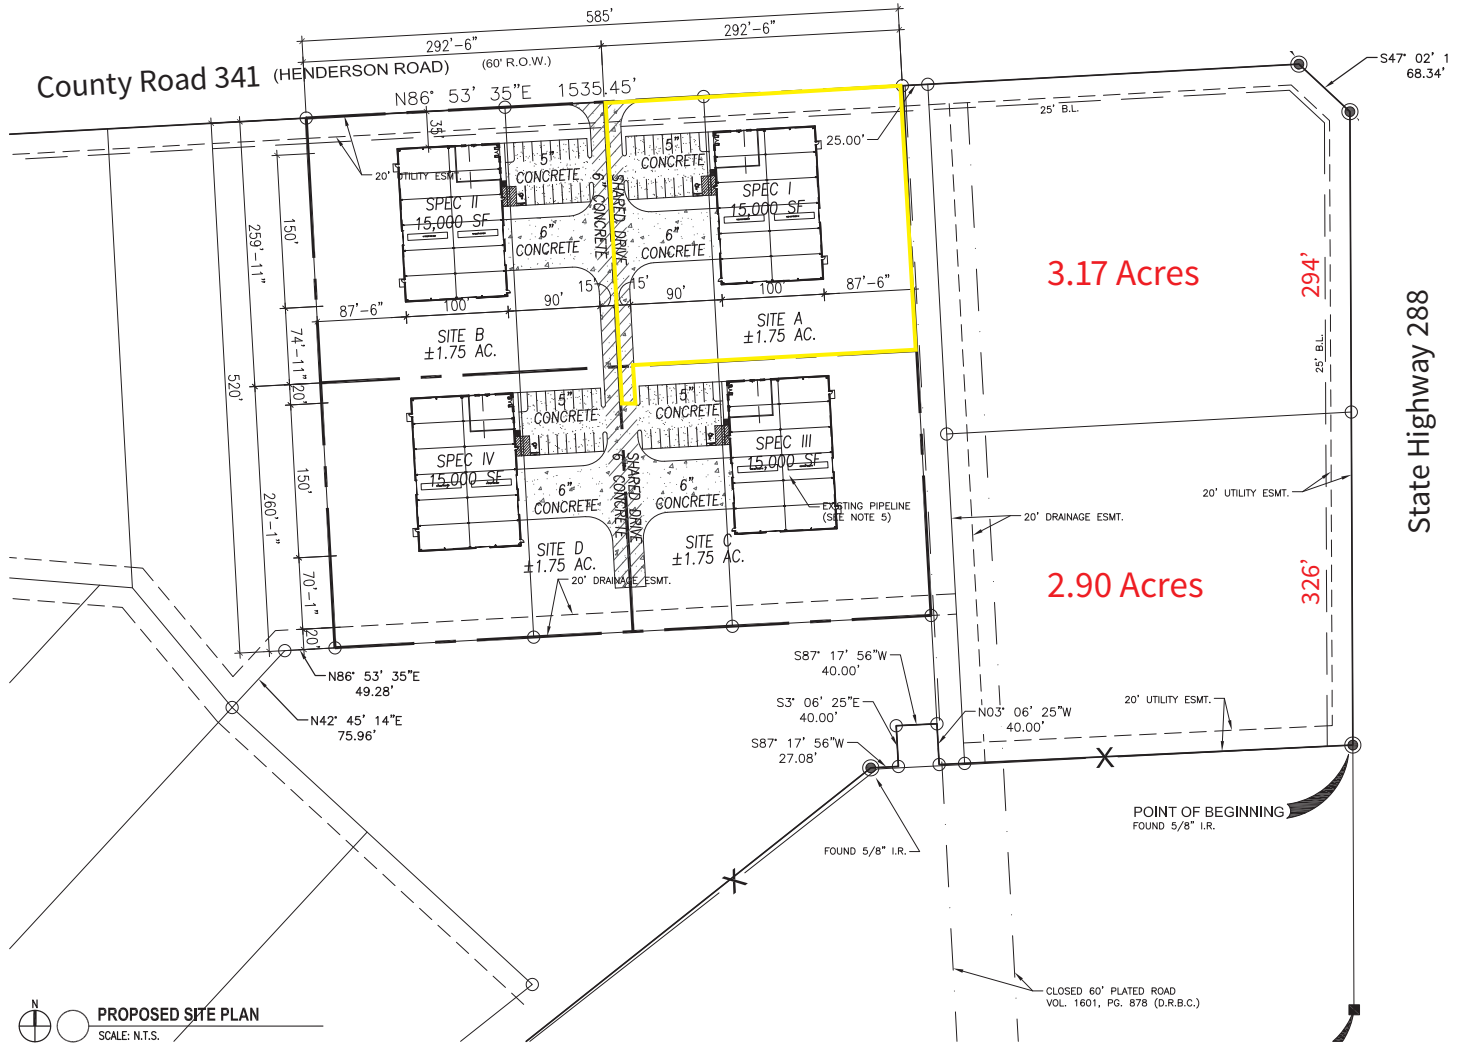 585'
292'-6"
292'-6"
County Road 341 (HENDERSON ROAD) (60' R.O.W.)
N86° 53' 35"E 1535.45'
S47° 02' 1
68.34'
35'
25' B.L.
25.00'
20' UTILITY ESMT.
5"
CONCRETE
5"
CONCRETE
SPEC II
15,000 SF
SPEC I
15,000 SF
6" CONCRETE
SHARED DRIVE
6"
CONCRETE
6"
CONCRETE
150'
259'-11"
15'
15'
87'-6"
100'
90'
90'
100'
87'-6"
SITE B
±1.75 AC.
SITE A
±1.75 AC.
74'-11"
20'
520'
3.17 Acres
294'
25' B.L.
State Highway 288
5"
CONCRETE
5"
CONCRETE
SPEC IV
15,000 SF
SPEC III
15,000 SF
6" CONCRETE
SHARED DRIVE
6"
CONCRETE
6"
CONCRETE
EXISTING PIPELINE
(SEE NOTE 5)
150'
260'-1"
20' UTILITY ESMT.
20' DRAINAGE ESMT.
SITE D
±1.75 AC.
SITE C
±1.75 AC.
20' DRAINAGE ESMT.
70'-1"
20'
2.90 Acres
326'
N86° 53' 35"E
49.28'
N42° 45' 14"E
75.96'
S87° 17' 56"W
40.00'
S3° 06' 25"E
40.00'
N03° 06' 25"W
40.00'
S87° 17' 56"W
27.08'
20' UTILITY ESMT.
POINT OF BEGINNING
FOUND 5/8" I.R.
FOUND 5/8" I.R.
CLOSED 60' PLATED ROAD
VOL. 1601, PG. 878 (D.R.B.C.)
N
PROPOSED SITE PLAN
SCALE: N.T.S.